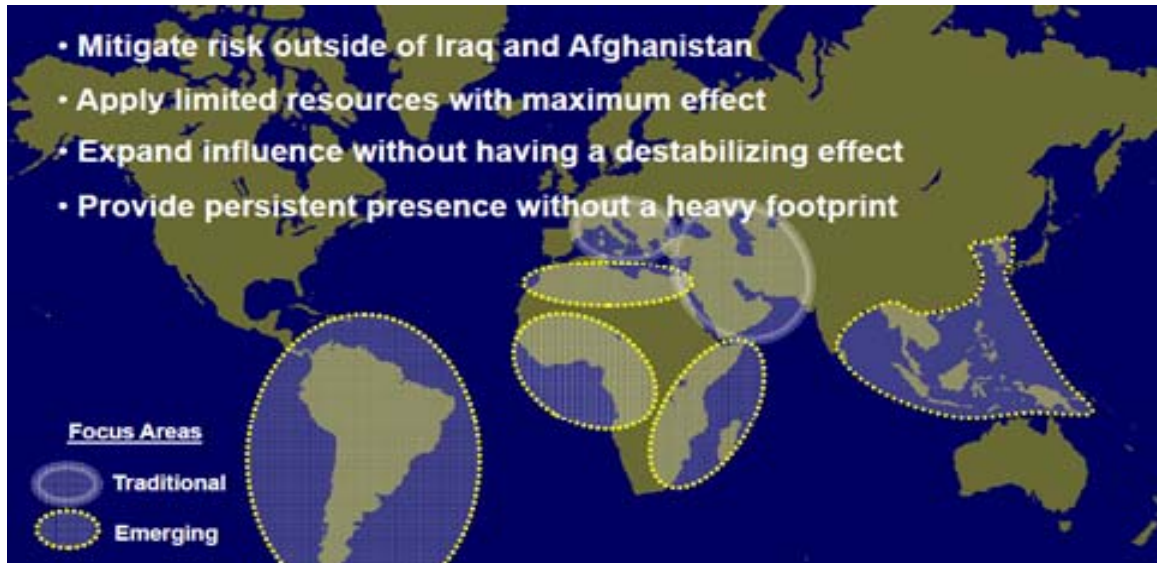 • Mitigate risk outside of Iraq and Afghanistan
• Apply limited resources with maximum effect
• Expand influence without having a destabilizing effect
• Provide persistent presence without a heavy footprint
Focus Areas
Traditional
Emerging